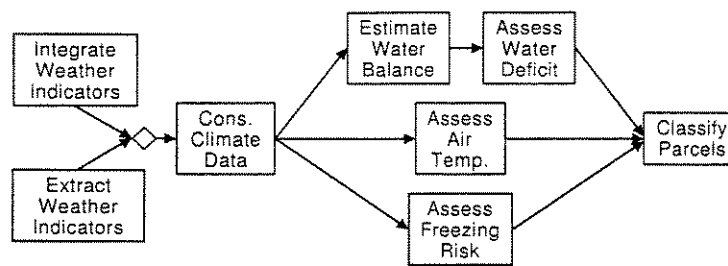 Integrate
Weather
Indicators
Extract
Weather
Indicators
Cons.
Climate
Data
Estimate
Water
Balance
Assess
Water
Deficit
Assess
Air
Temp.
Assess
Freezing
Risk
Classify
Parcels